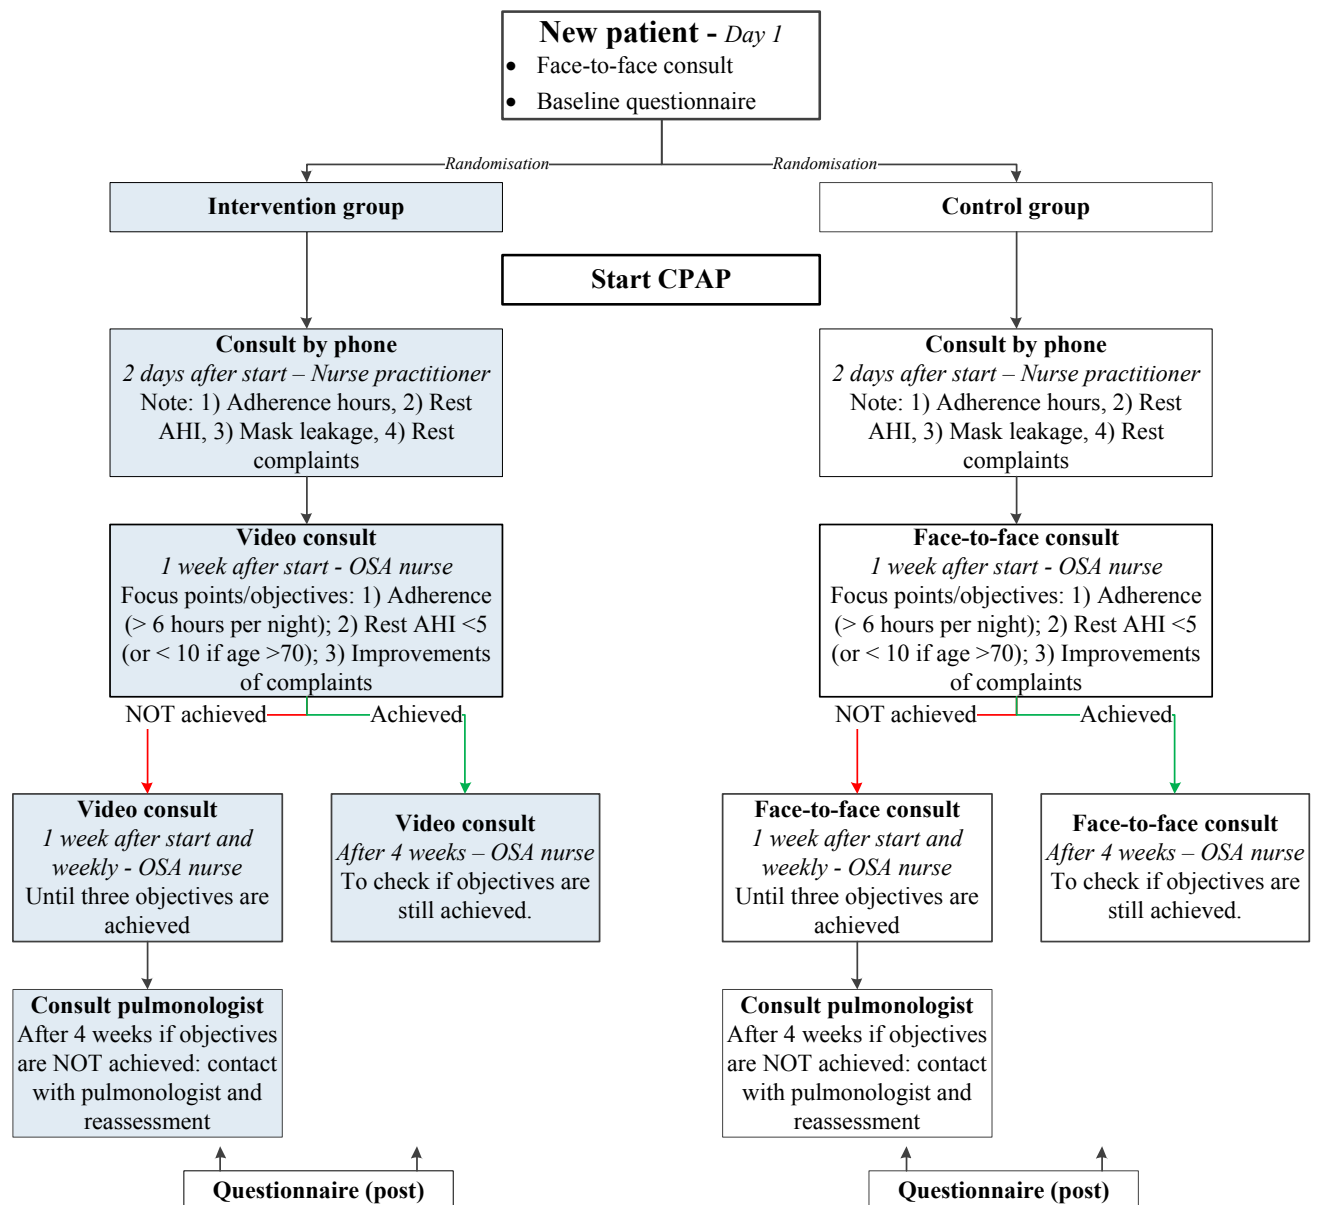 New patient - Day 1
• Face-to-face consult
• Baseline questionnaire
Randomisation
Randomisation
Intervention group
Control group
Start CPAP
Consult by phone
2 days after start – Nurse practitioner
Note: 1) Adherence hours, 2) Rest
AHI, 3) Mask leakage, 4) Rest
complaints
Consult by phone
2 days after start – Nurse practitioner
Note: 1) Adherence hours, 2) Rest
AHI, 3) Mask leakage, 4) Rest
complaints
Video consult
1 week after start - OSA nurse
Focus points/objectives: 1) Adherence
(> 6 hours per night); 2) Rest AHI <5
(or < 10 if age >70); 3) Improvements
of complaints
Face-to-face consult
1 week after start - OSA nurse
Focus points/objectives: 1) Adherence
(> 6 hours per night); 2) Rest AHI <5
(or < 10 if age >70); 3) Improvements
of complaints
NOT achieved
Achieved
NOT achieved
Achieved
Video consult
1 week after start and
weekly - OSA nurse
Until three objectives are
achieved
Video consult
After 4 weeks – OSA nurse
To check if objectives are
still achieved.
Face-to-face consult
1 week after start and
weekly - OSA nurse
Until three objectives are
achieved
Face-to-face consult
After 4 weeks – OSA nurse
To check if objectives are
still achieved.
Consult pulmonologist
After 4 weeks if objectives
are NOT achieved: contact
with pulmonologist and
reassessment
Consult pulmonologist
After 4 weeks if objectives
are NOT achieved: contact
with pulmonologist and
reassessment
Questionnaire (post)
Questionnaire (post)